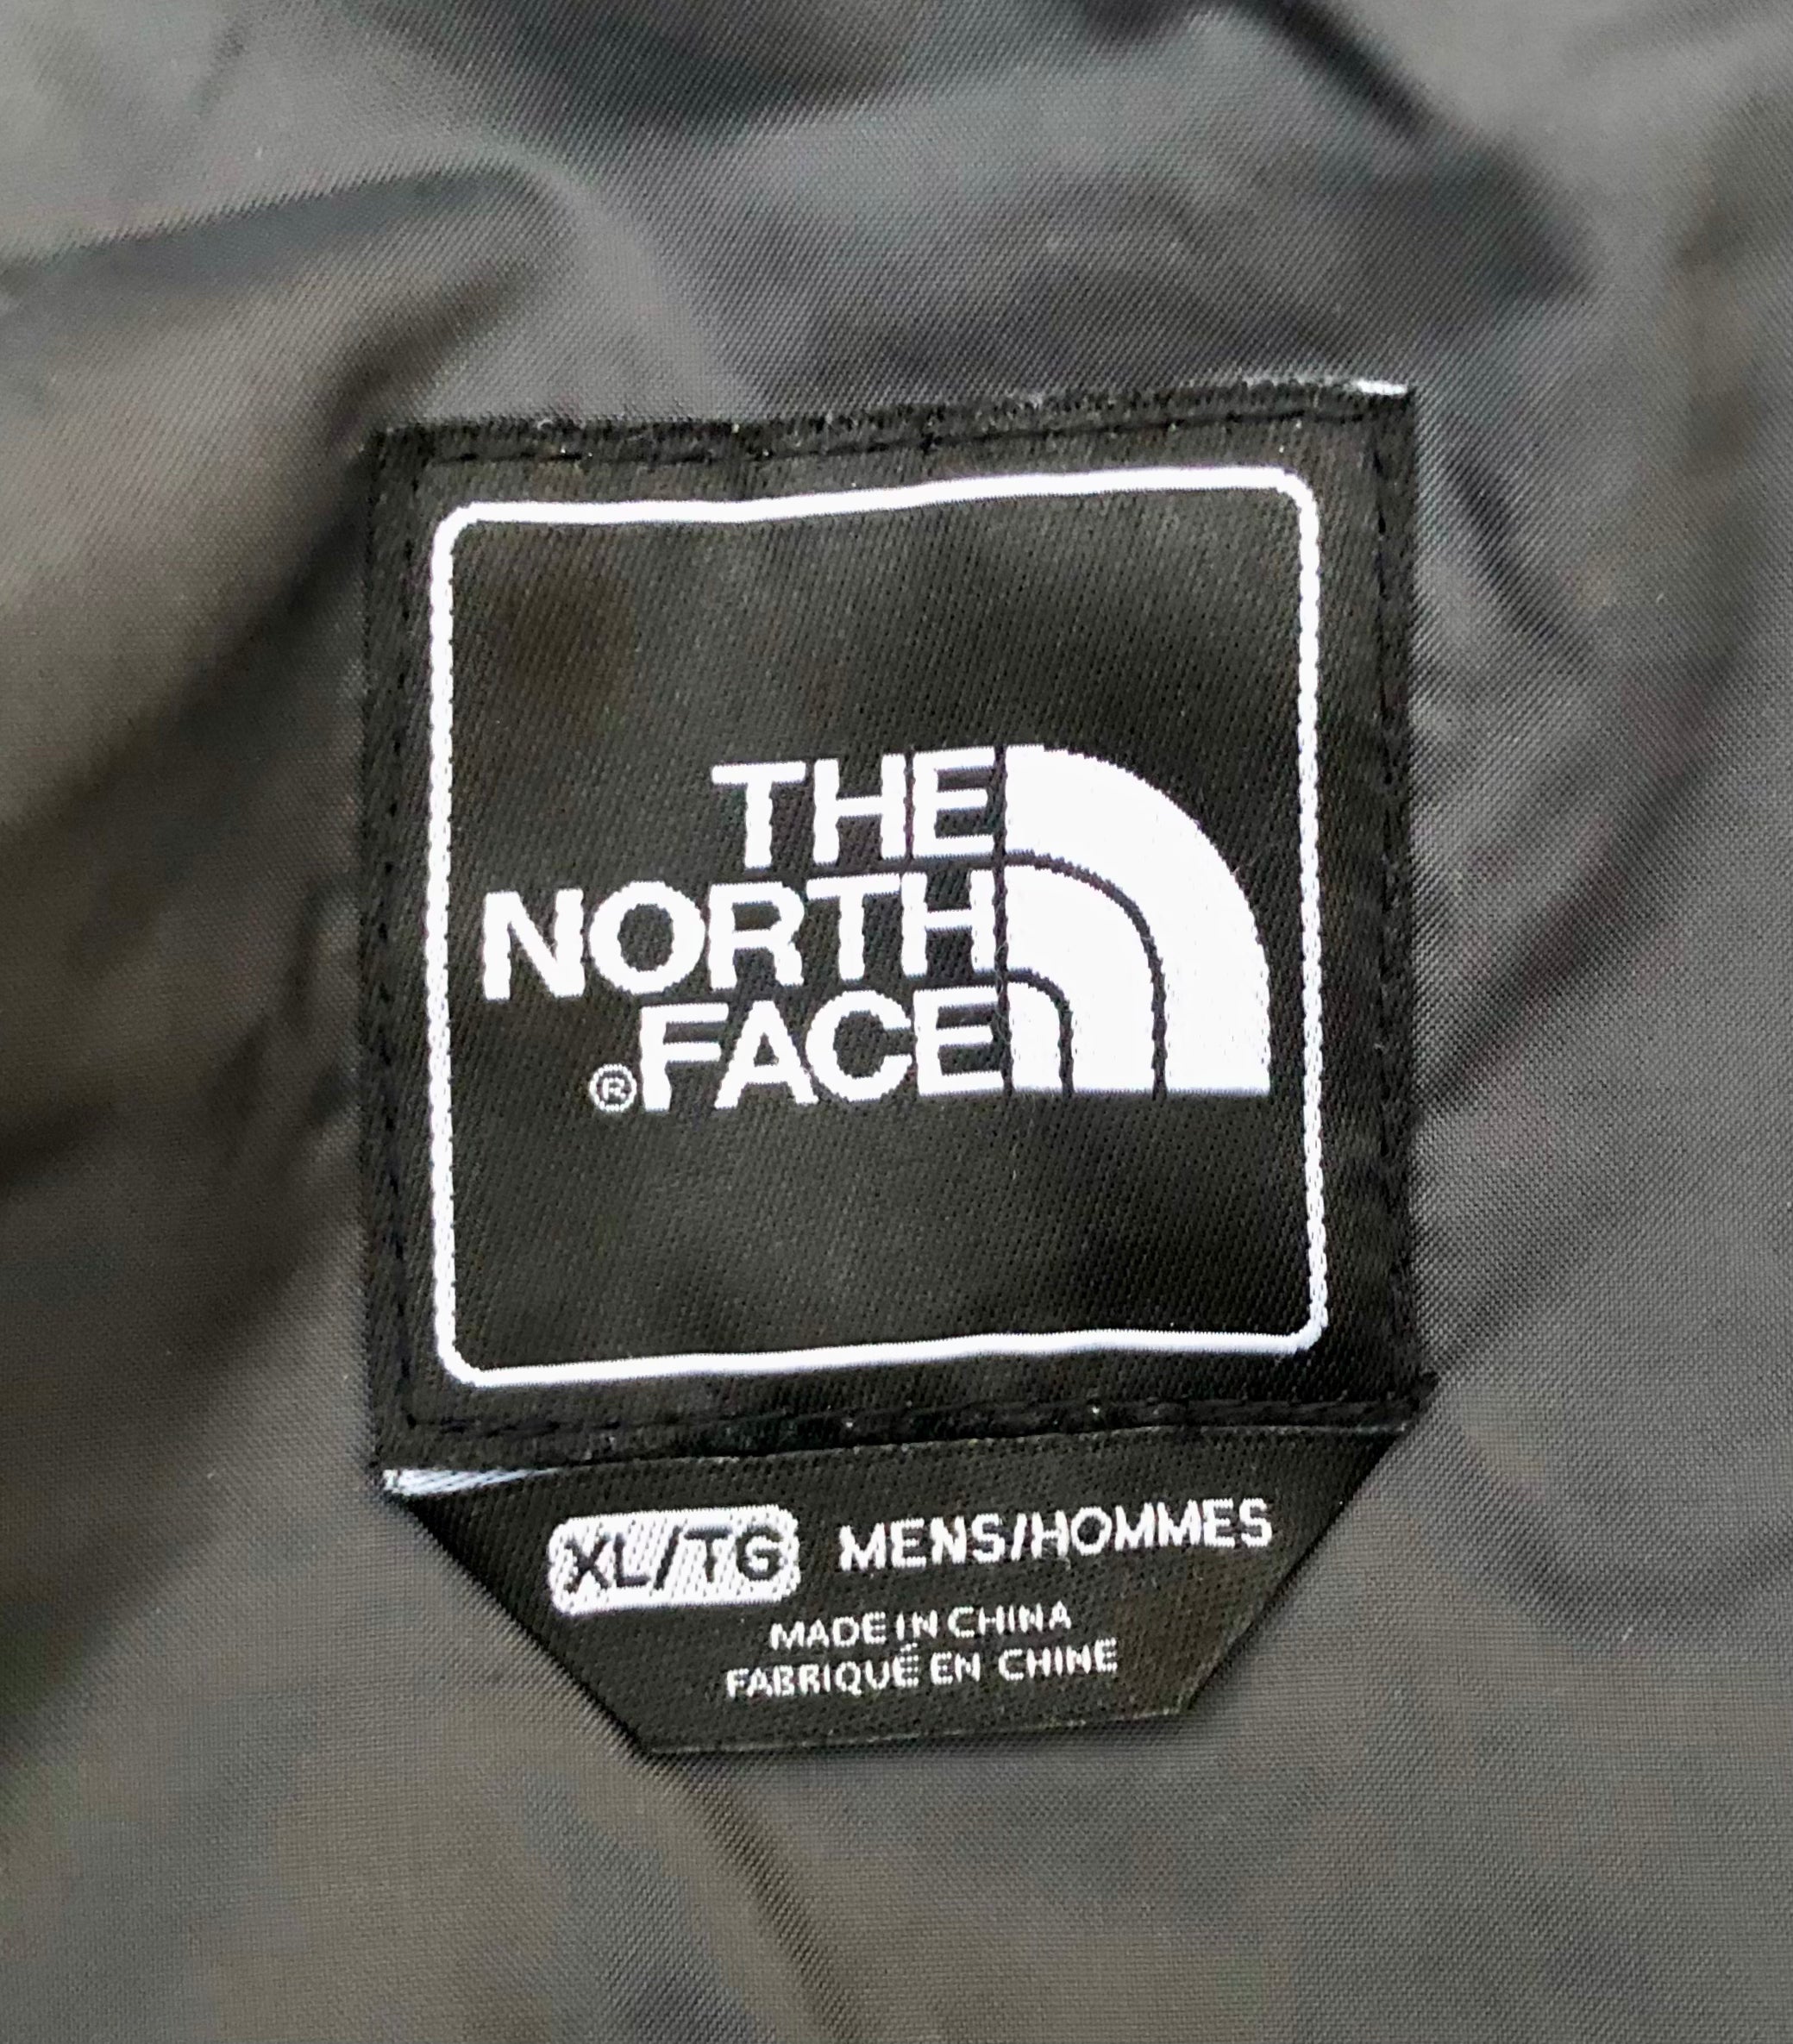 THE
NORTH
®FACE
XL/TG MENS/HOMMES
MADE IN CHINA
FABRIQUÉ EN CHINE